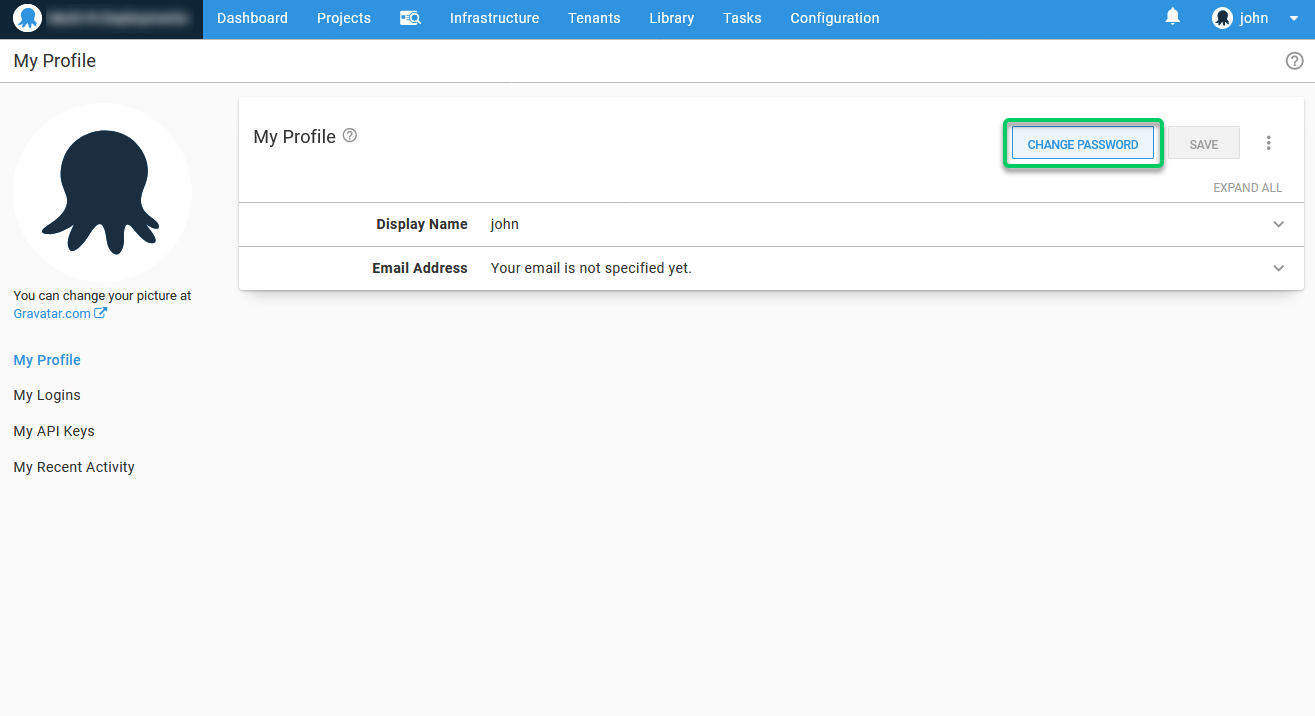 Dashboard Projects Infrastructure Tenants Library Tasks Configuration john
My Profile
You can change your picture at
Gravatar.com
My Profile
My Logins
My API Keys
My Recent Activity
My Profile
CHANGE PASSWORD
SAVE
EXPAND ALL
Display Name john
Email Address Your email is not specified yet.